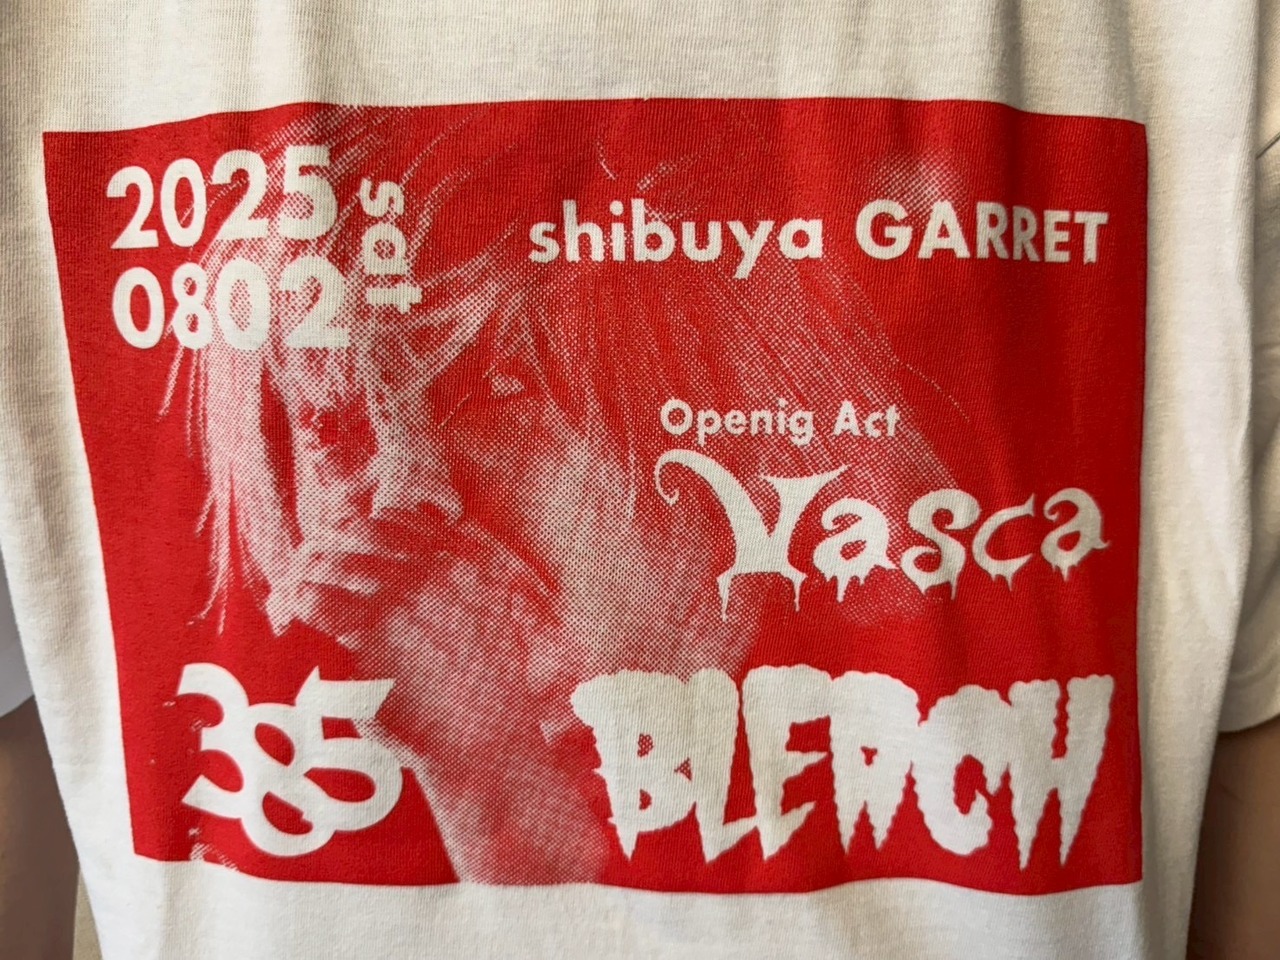 2025
0802
sat
shibuya GARRET
Openig Act
Vasca
385
BLEACH